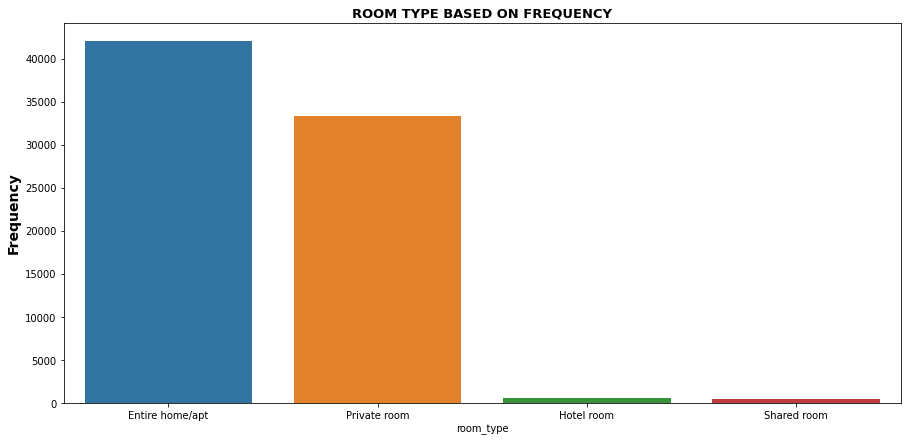 ROOM TYPE BASED ON FREQUENCY
Frequency
40000
35000
30000
25000
20000
15000
10000
5000
0
Entire home/apt
Private room
Hotel room
Shared room
room_type